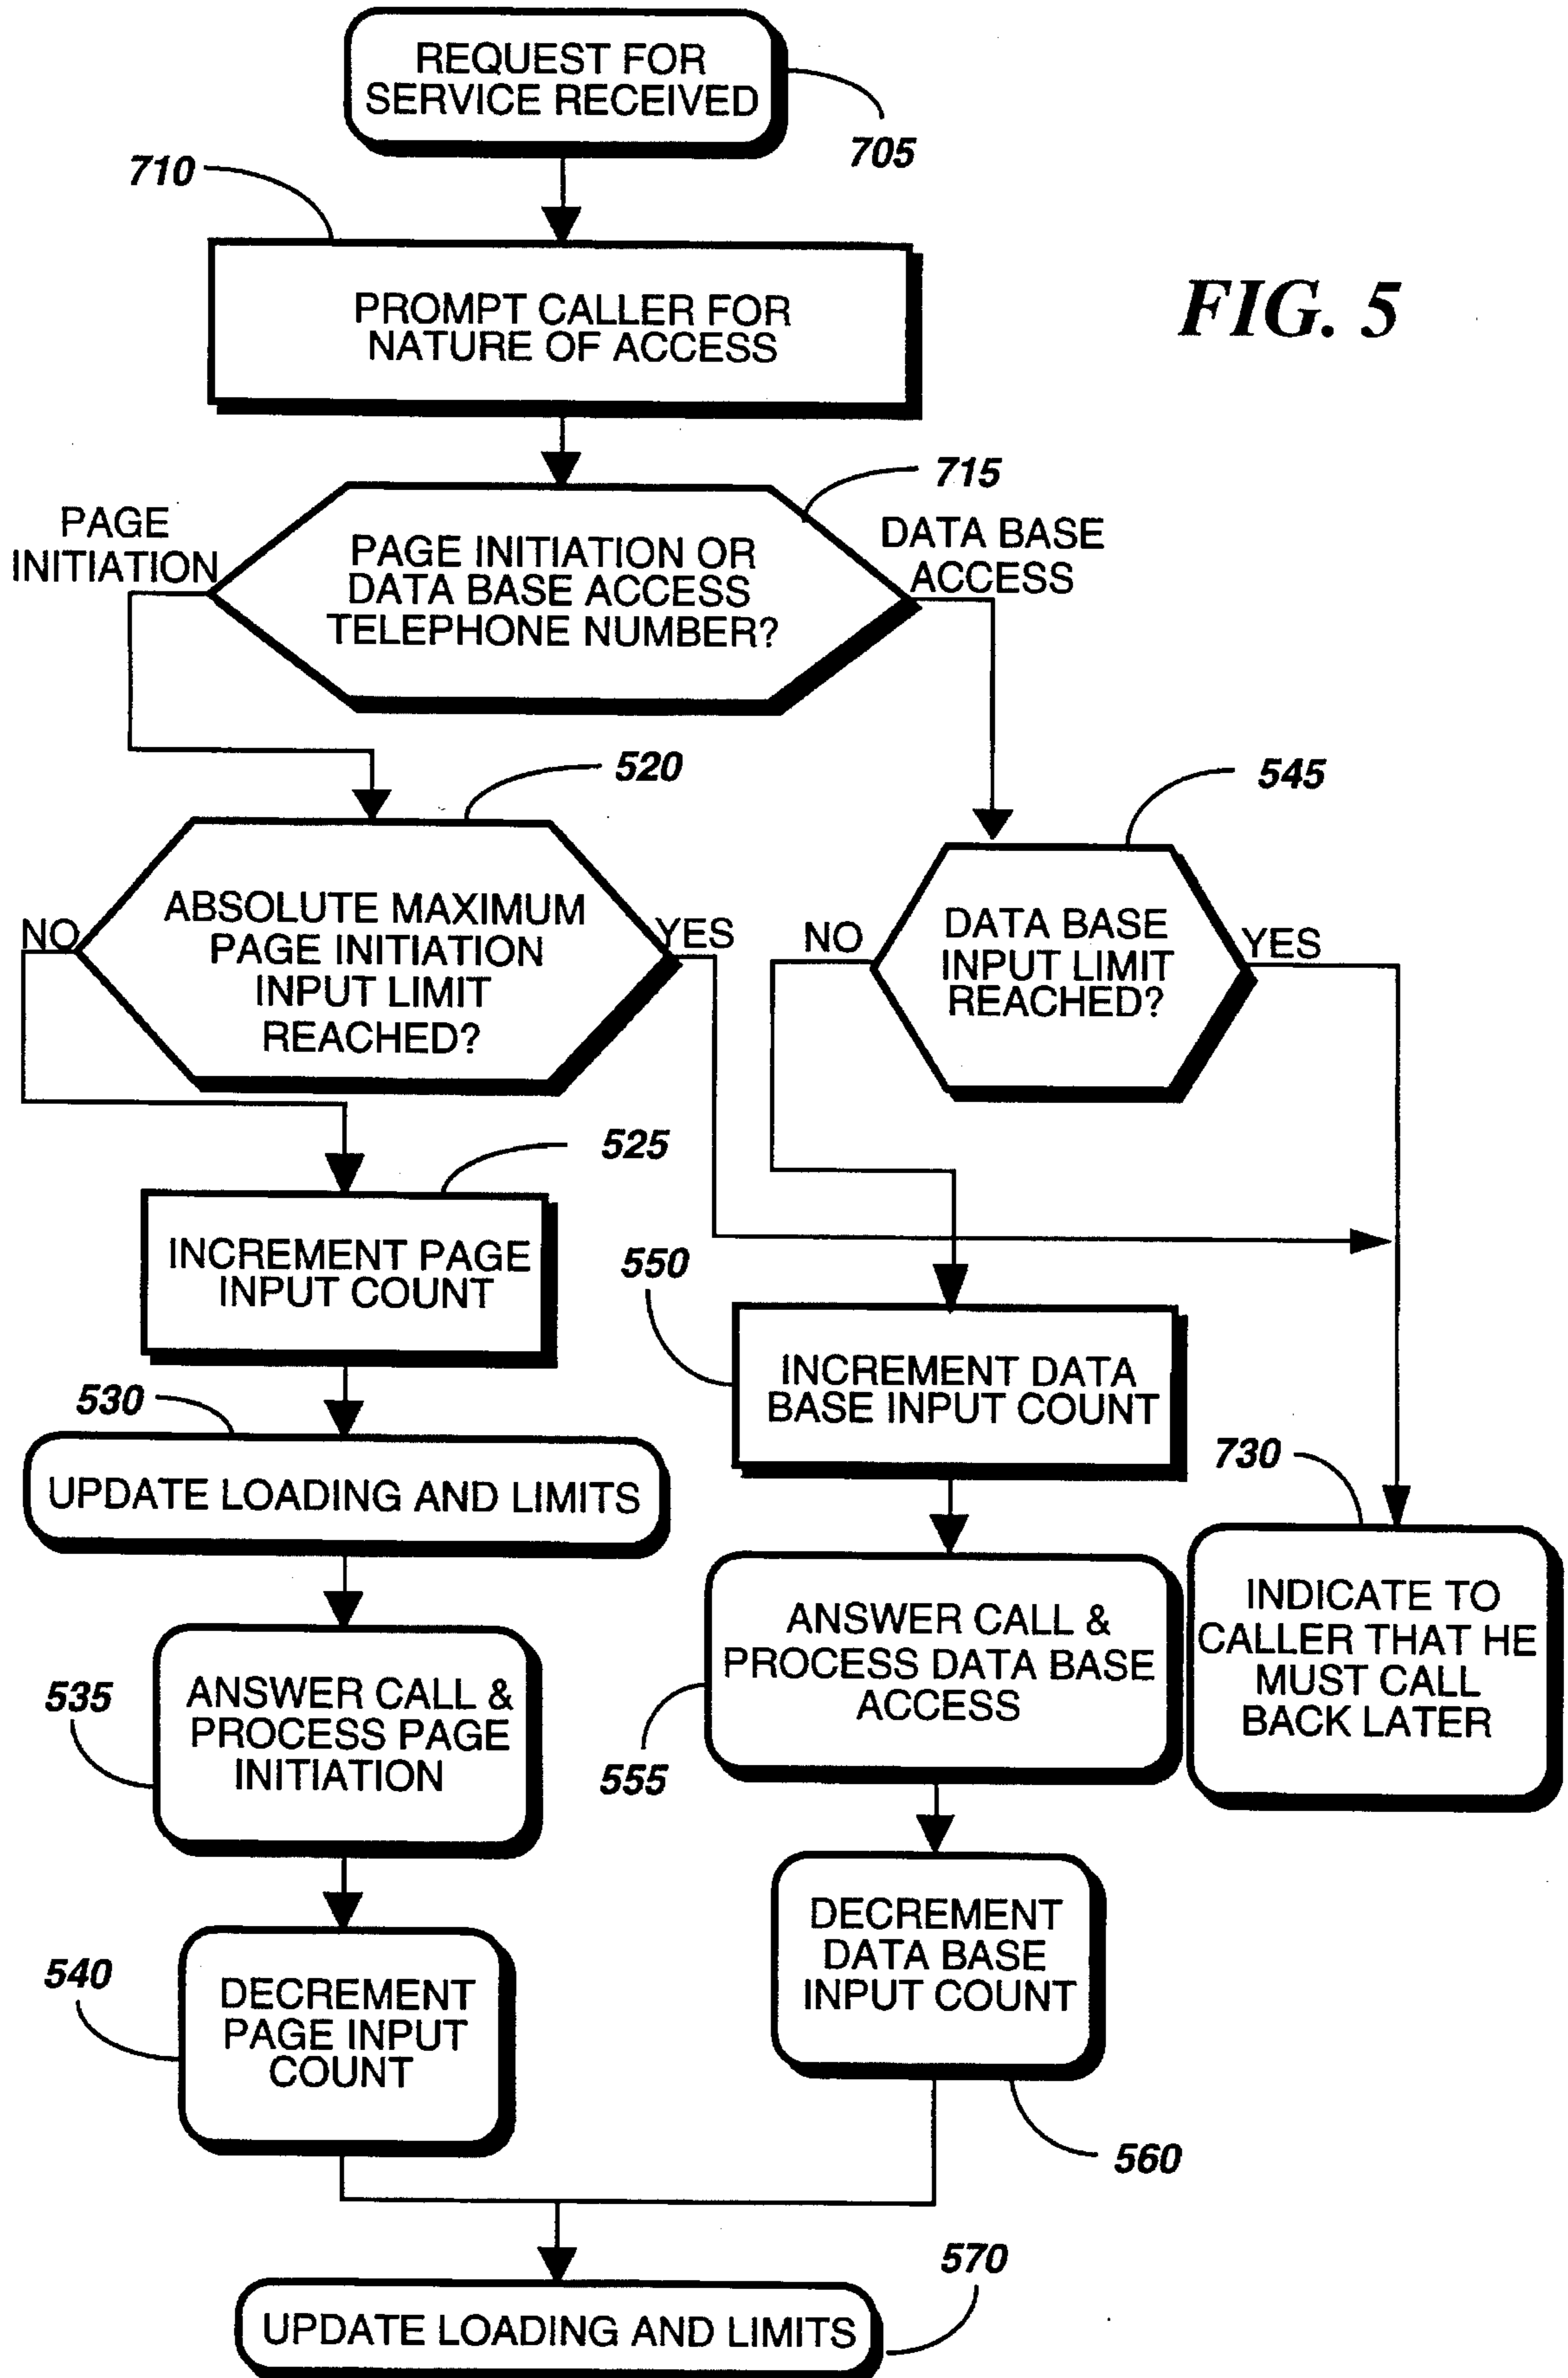 REQUEST FOR
SERVICE RECEIVED
705
710
PROMPT CALLER FOR
NATURE OF ACCESS
FIG. 5
715
PAGE
INITIATION
PAGE INITIATION OR
DATA BASE ACCESS
TELEPHONE NUMBER?
DATA BASE
ACCESS
520
545
NO
ABSOLUTE MAXIMUM
PAGE INITIATION
INPUT LIMIT
REACHED?
YES
NO
DATA BASE
INPUT LIMIT
REACHED?
YES
525
INCREMENT PAGE
INPUT COUNT
550
INCREMENT DATA
BASE INPUT COUNT
530
UPDATE LOADING AND LIMITS
730
535
ANSWER CALL &
PROCESS PAGE
INITIATION
ANSWER CALL &
PROCESS DATA BASE
ACCESS
555
INDICATE TO
CALLER THAT HE
MUST CALL
BACK LATER
540
DECREMENT
PAGE INPUT
COUNT
DECREMENT
DATA BASE
INPUT COUNT
560
570
UPDATE LOADING AND LIMITS